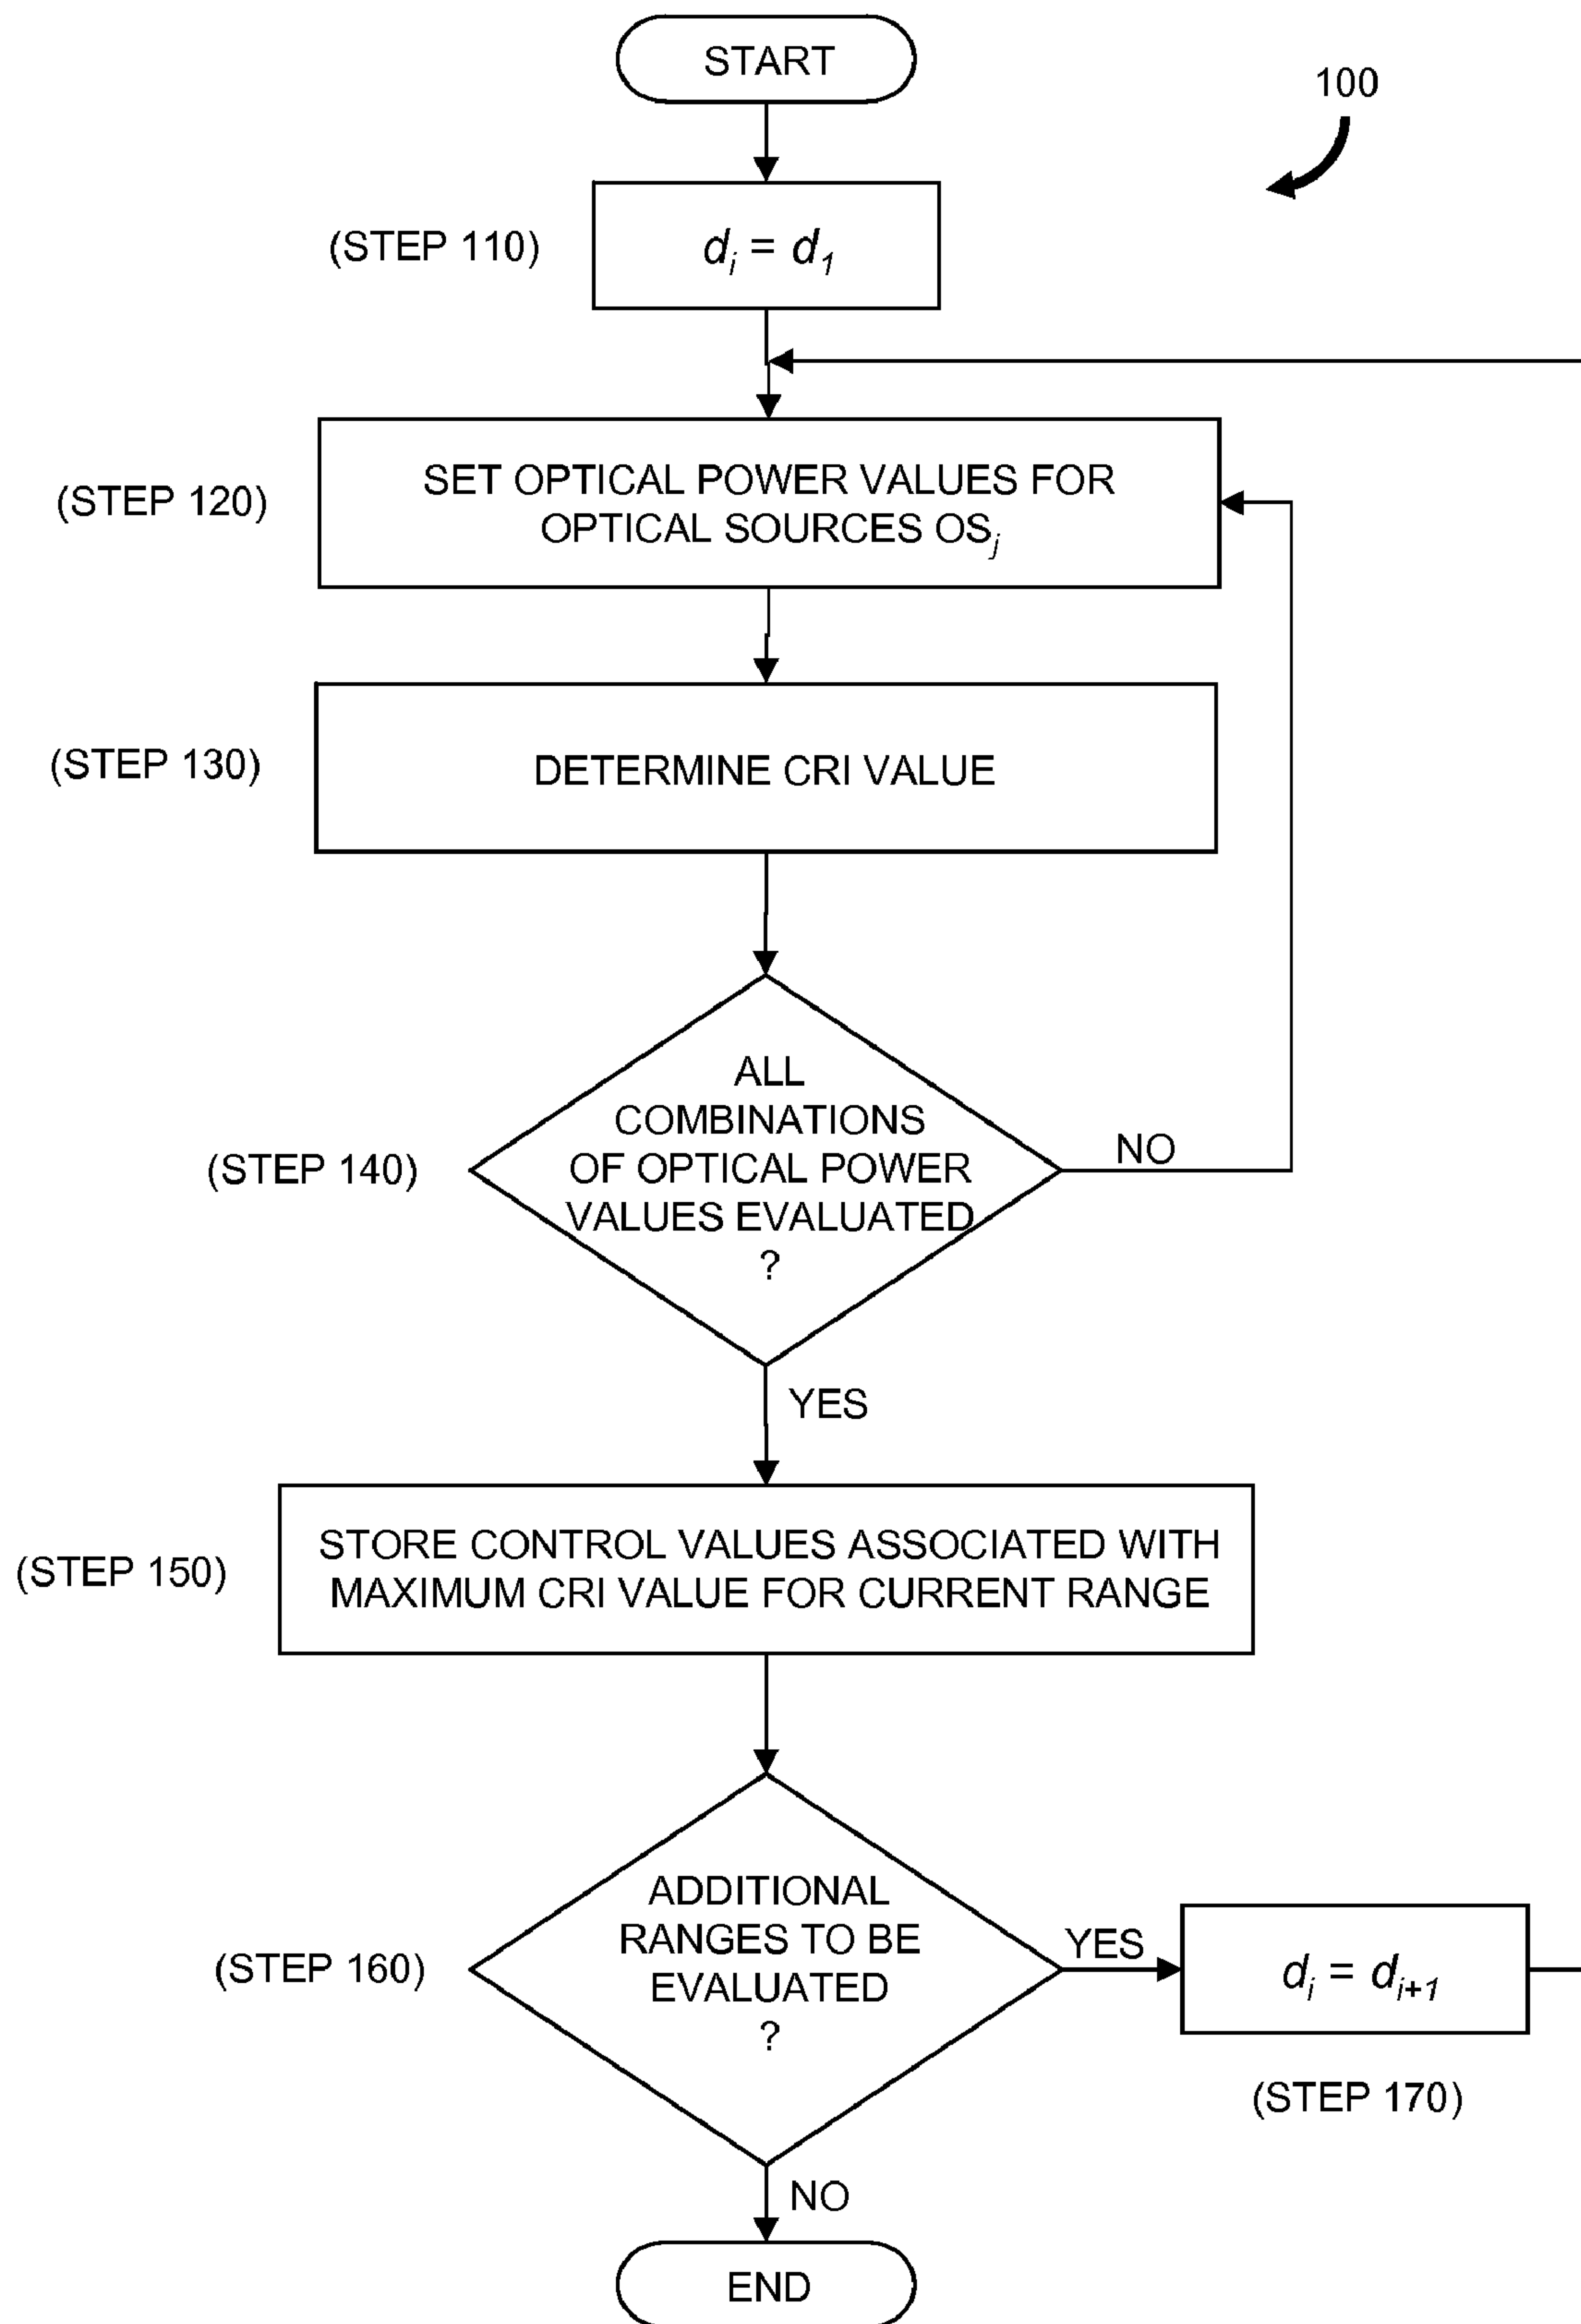 START
100
(STEP 110)
d_i = d_1
(STEP 120)
SET OPTICAL POWER VALUES FOR
OPTICAL SOURCES OS_j
(STEP 130)
DETERMINE CRI VALUE
(STEP 140)
ALL
COMBINATIONS
OF OPTICAL POWER
VALUES EVALUATED
?
NO
YES
(STEP 150)
STORE CONTROL VALUES ASSOCIATED WITH
MAXIMUM CRI VALUE FOR CURRENT RANGE
(STEP 160)
ADDITIONAL
RANGES TO BE
EVALUATED
?
YES
d_i = d_{i+1}
(STEP 170)
NO
END